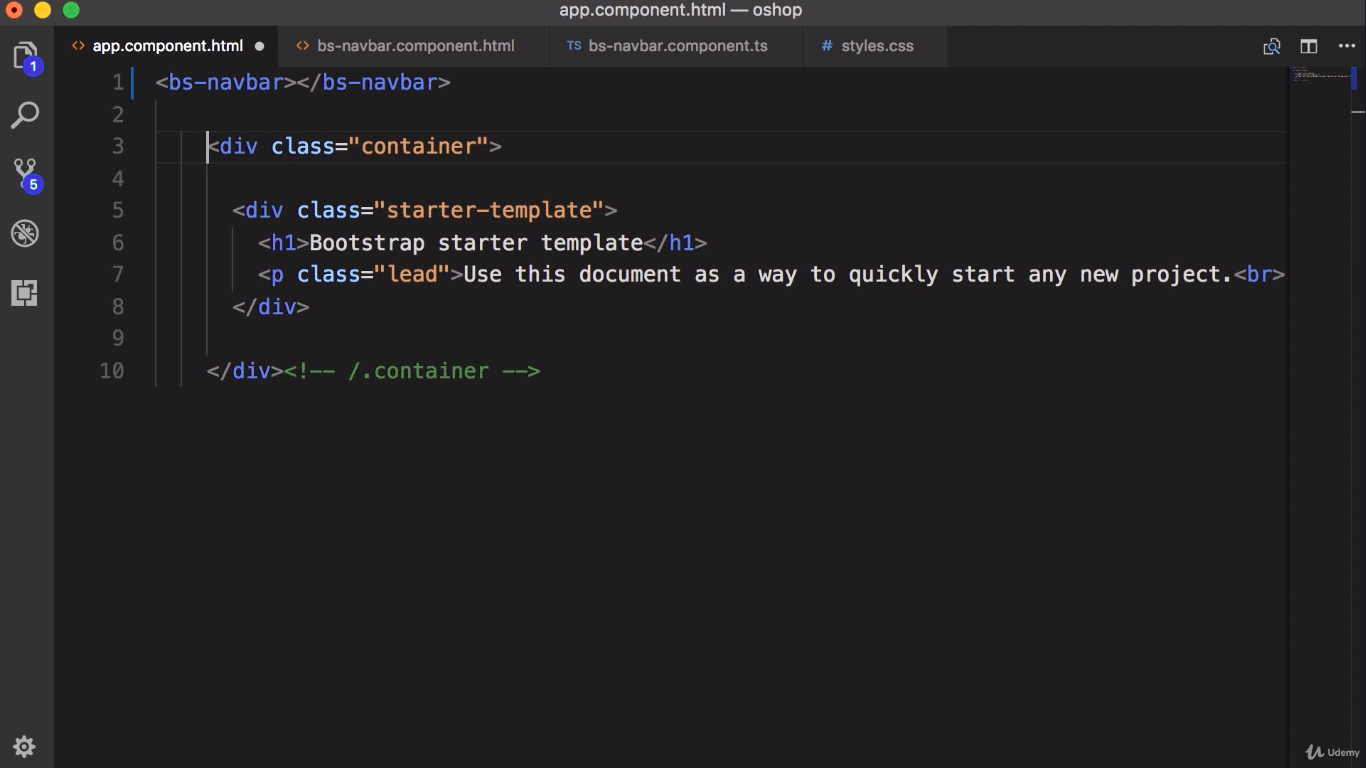 app.component.html — oshop
<> app.component.html ●
<> bs-navbar.component.html
TS bs-navbar.component.ts
# styles.css
1
5
1 <bs-navbar></bs-navbar>
2
3 <div class="container">
4
5 <div class="starter-template">
6 <h1>Bootstrap starter template</h1>
7 <p class="lead">Use this document as a way to quickly start any new project.<br>
8 </div>
9
10 </div><!-- /.container -->
Udemy